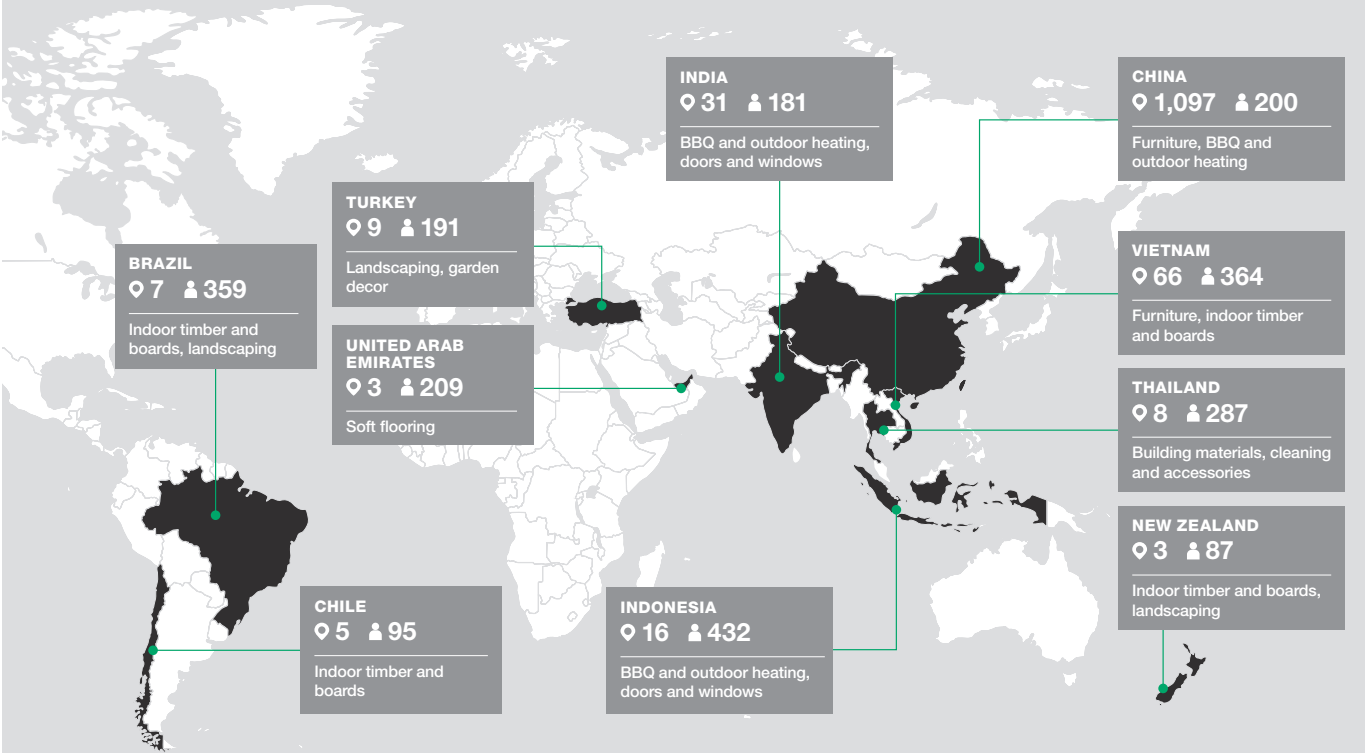 INDIA
31 181
BBQ and outdoor heating,
doors and windows
CHINA
1,097 200
Furniture, BBQ and
outdoor heating
TURKEY
9 191
Landscaping, garden
decor
BRAZIL
7 359
Indoor timber and
boards, landscaping
VIETNAM
66 364
Furniture, indoor timber
and boards
UNITED ARAB
EMIRATES
3 209
Soft flooring
THAILAND
8 287
Building materials, cleaning
and accessories
NEW ZEALAND
3 87
Indoor timber and boards,
landscaping
CHILE
5 95
Indoor timber and
boards
INDONESIA
16 432
BBQ and outdoor heating,
doors and windows